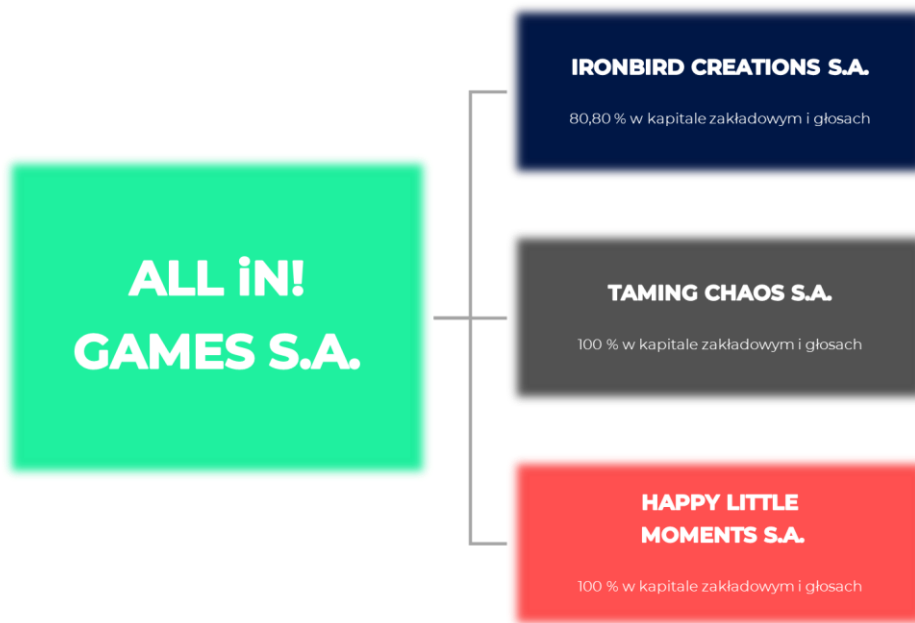 ALL iN!
GAMES S.A.
IRONBIRD CREATIONS S.A.
80,80 % w kapitale zakładowym i głosach
TAMING CHAOS S.A.
100 % w kapitale zakładowym i głosach
HAPPY LITTLE
MOMENTS S.A.
100 % w kapitale zakładowym i głosach